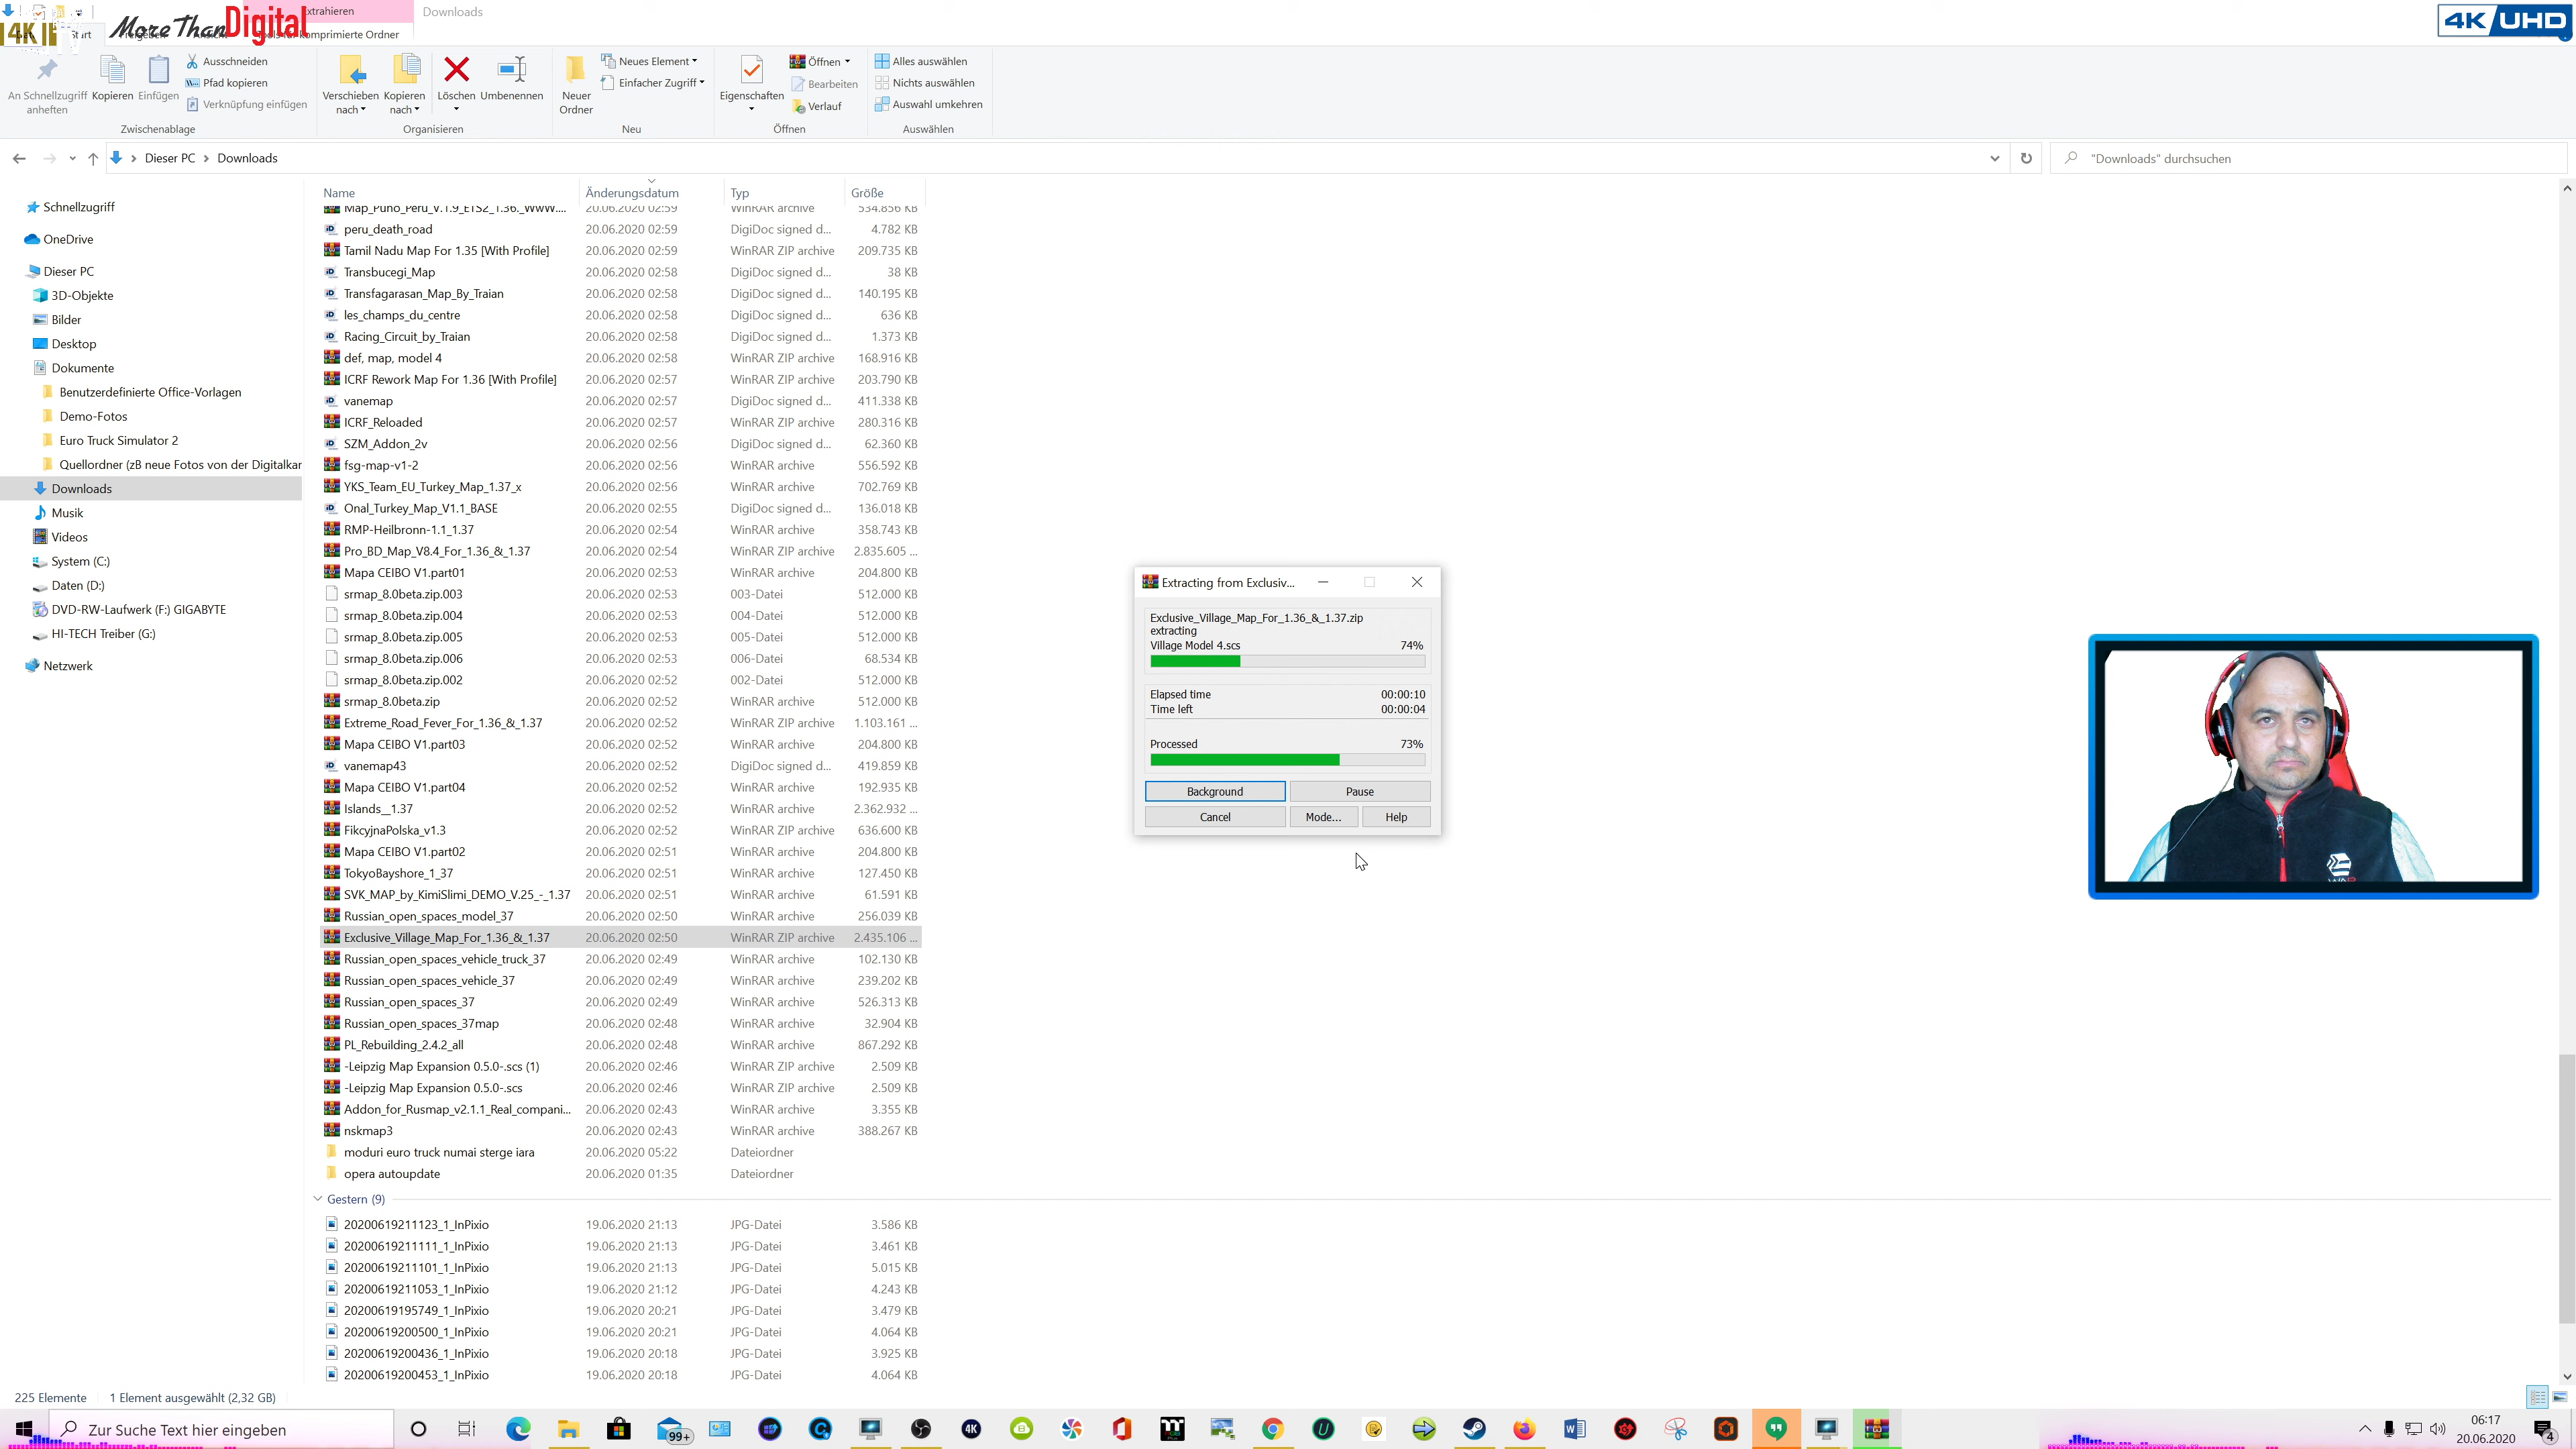 Extrahieren
Downloads
4K
TV
More Than Digital
Start
Freigeben
Ansicht
Tools für komprimierte Ordner
4K UHD
An Schnellzugriff anheften
Kopieren
Einfügen
Ausschneiden
Pfad kopieren
Verknüpfung einfügen
Zwischenablage
Verschieben nach
Kopieren nach
Löschen
Umbenennen
Organisieren
Neuer Ordner
Neues Element
Einfacher Zugriff
Neu
Eigenschaften
Öffnen
Bearbeiten
Verlauf
Öffnen
Alles auswählen
Nichts auswählen
Auswahl umkehren
Auswählen
Dieser PC > Downloads
"Downloads" durchsuchen
Schnellzugriff
OneDrive
Dieser PC
3D-Objekte
Bilder
Desktop
Dokumente
Benutzerdefinierte Office-Vorlagen
Demo-Fotos
Euro Truck Simulator 2
Quellordner (zB neue Fotos von der Digitalkar
Downloads
Musik
Videos
System (C:)
Daten (D:)
DVD-RW-Laufwerk (F:) GIGABYTE
HI-TECH Treiber (G:)
Netzwerk
Name Änderungsdatum Typ Größe
Map_Puno_Peru_V.1.9_ETS2_1.36._WwW.... 20.06.2020 02:59 WinRAR archive 534.856 KB
peru_death_road 20.06.2020 02:59 DigiDoc signed d... 4.782 KB
Tamil Nadu Map For 1.35 [With Profile] 20.06.2020 02:59 WinRAR ZIP archive 209.735 KB
Transbucegi_Map 20.06.2020 02:58 DigiDoc signed d... 38 KB
Transfagarasan_Map_By_Traian 20.06.2020 02:58 DigiDoc signed d... 140.195 KB
les_champs_du_centre 20.06.2020 02:58 DigiDoc signed d... 636 KB
Racing_Circuit_by_Traian 20.06.2020 02:58 DigiDoc signed d... 1.373 KB
def, map, model 4 20.06.2020 02:58 WinRAR ZIP archive 168.916 KB
ICRF Rework Map For 1.36 [With Profile] 20.06.2020 02:57 WinRAR ZIP archive 203.790 KB
vanemap 20.06.2020 02:57 DigiDoc signed d... 411.338 KB
ICRF_Reloaded 20.06.2020 02:57 WinRAR ZIP archive 280.316 KB
SZM_Addon_2v 20.06.2020 02:56 DigiDoc signed d... 62.360 KB
fsg-map-v1-2 20.06.2020 02:56 WinRAR archive 556.592 KB
YKS_Team_EU_Turkey_Map_1.37_x 20.06.2020 02:56 WinRAR archive 702.769 KB
Onal_Turkey_Map_V1.1_BASE 20.06.2020 02:55 DigiDoc signed d... 136.018 KB
RMP-Heilbronn-1.1_1.37 20.06.2020 02:54 WinRAR archive 358.743 KB
Pro_BD_Map_V8.4_For_1.36_&_1.37 20.06.2020 02:54 WinRAR ZIP archive 2.835.605 ...
Mapa CEIBO V1.part01 20.06.2020 02:53 WinRAR archive 204.800 KB
srmap_8.0beta.zip.003 20.06.2020 02:53 003-Datei 512.000 KB
srmap_8.0beta.zip.004 20.06.2020 02:53 004-Datei 512.000 KB
srmap_8.0beta.zip.005 20.06.2020 02:53 005-Datei 512.000 KB
srmap_8.0beta.zip.006 20.06.2020 02:53 006-Datei 68.534 KB
srmap_8.0beta.zip.002 20.06.2020 02:52 002-Datei 512.000 KB
srmap_8.0beta.zip 20.06.2020 02:52 WinRAR archive 512.000 KB
Extreme_Road_Fever_For_1.36_&_1.37 20.06.2020 02:52 WinRAR ZIP archive 1.103.161 ...
Mapa CEIBO V1.part03 20.06.2020 02:52 WinRAR archive 204.800 KB
vanemap43 20.06.2020 02:52 DigiDoc signed d... 419.859 KB
Mapa CEIBO V1.part04 20.06.2020 02:52 WinRAR archive 192.935 KB
Islands__1.37 20.06.2020 02:52 WinRAR archive 2.362.932 ...
FikcyjnaPolska_v1.3 20.06.2020 02:52 WinRAR ZIP archive 636.600 KB
Mapa CEIBO V1.part02 20.06.2020 02:51 WinRAR archive 204.800 KB
TokyoBayshore_1_37 20.06.2020 02:51 WinRAR archive 127.450 KB
SVK_MAP_by_KimiSlimi_DEMO_V.25_-_1.37 20.06.2020 02:51 WinRAR archive 61.591 KB
Russian_open_spaces_model_37 20.06.2020 02:50 WinRAR archive 256.039 KB
Exclusive_Village_Map_For_1.36_&_1.37 20.06.2020 02:50 WinRAR ZIP archive 2.435.106 ...
Russian_open_spaces_vehicle_truck_37 20.06.2020 02:49 WinRAR archive 102.130 KB
Russian_open_spaces_vehicle_37 20.06.2020 02:49 WinRAR archive 239.202 KB
Russian_open_spaces_37 20.06.2020 02:49 WinRAR archive 526.313 KB
Russian_open_spaces_37map 20.06.2020 02:48 WinRAR archive 32.904 KB
PL_Rebuilding_2.4.2_all 20.06.2020 02:48 WinRAR archive 867.292 KB
-Leipzig Map Expansion 0.5.0-.scs (1) 20.06.2020 02:46 WinRAR ZIP archive 2.509 KB
-Leipzig Map Expansion 0.5.0-.scs 20.06.2020 02:46 WinRAR ZIP archive 2.509 KB
Addon_for_Rusmap_v2.1.1_Real_compani... 20.06.2020 02:43 WinRAR archive 3.355 KB
nskmap3 20.06.2020 02:43 WinRAR archive 388.267 KB
moduri euro truck numai sterge iara 20.06.2020 05:22 Dateiordner
opera autoupdate 20.06.2020 01:35 Dateiordner
Gestern (9)
20200619211123_1_InPixio 19.06.2020 21:13 JPG-Datei 3.586 KB
20200619211111_1_InPixio 19.06.2020 21:13 JPG-Datei 3.461 KB
20200619211101_1_InPixio 19.06.2020 21:13 JPG-Datei 5.015 KB
20200619211053_1_InPixio 19.06.2020 21:12 JPG-Datei 4.243 KB
20200619195749_1_InPixio 19.06.2020 20:21 JPG-Datei 3.479 KB
20200619200500_1_InPixio 19.06.2020 20:21 JPG-Datei 4.064 KB
20200619200436_1_InPixio 19.06.2020 20:18 JPG-Datei 3.925 KB
20200619200453_1_InPixio 19.06.2020 20:18 JPG-Datei 4.064 KB
Extracting from Exclusiv...
Exclusive_Village_Map_For_1.36_&_1.37.zip
extracting
Village Model 4.scs 74%
Elapsed time 00:00:10
Time left 00:00:04
Processed 73%
Background Pause
Cancel Mode... Help
225 Elemente 1 Element ausgewählt (2,32 GB)
Zur Suche Text hier eingeben
99+
4K
06:17
20.06.2020
4